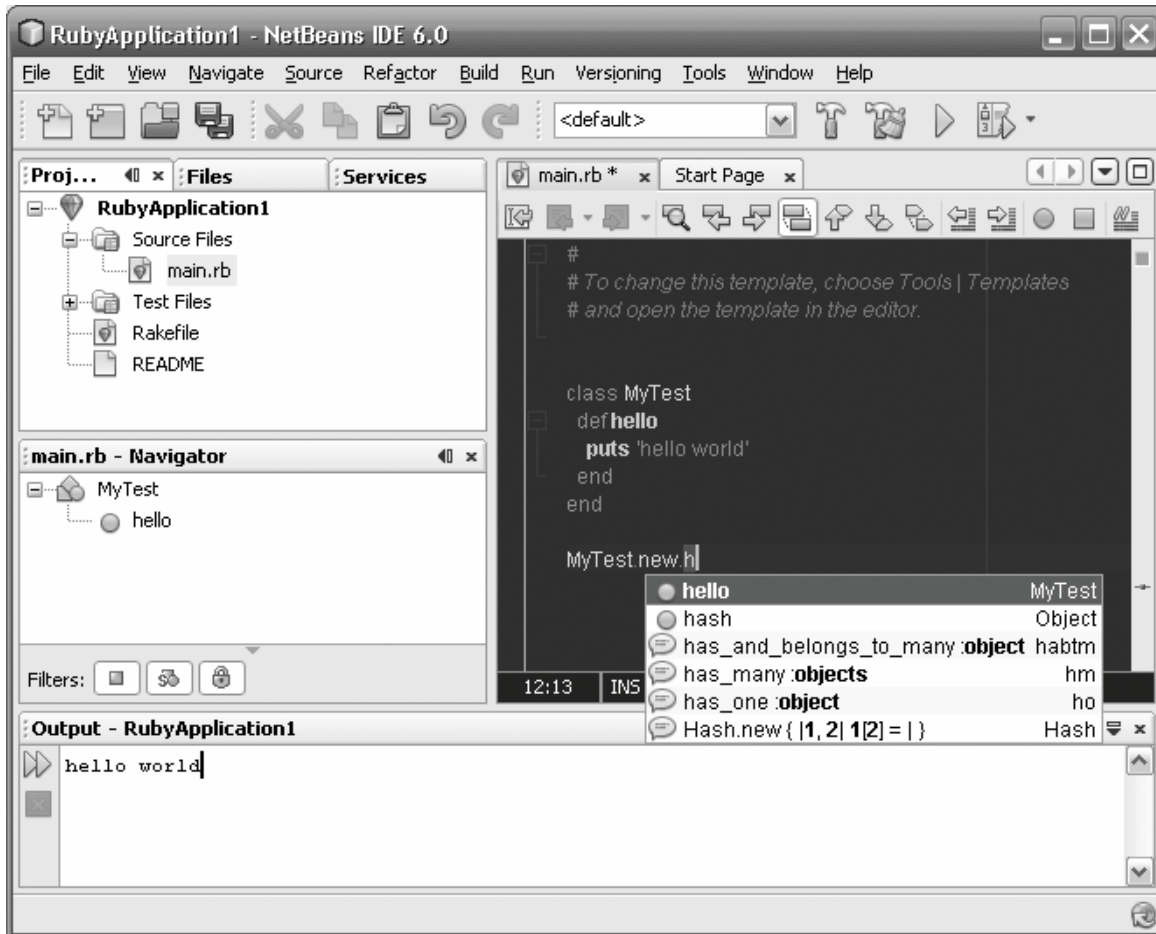 RubyApplication1 - NetBeans IDE 6.0
File Edit View Navigate Source Refactor Build Run Versioning Tools Window Help
<default>
Proj... Files Services
RubyApplication1
Source Files
main.rb
Test Files
Rakefile
README
main.rb - Navigator
MyTest
hello
Filters:
main.rb * Start Page
#
# To change this template, choose Tools | Templates
# and open the template in the editor.
class MyTest
def hello
puts 'hello world'
end
end
MyTest.new.h
hello MyTest
hash Object
has_and_belongs_to_many :object habtm
has_many :objects hm
has_one :object ho
Hash.new { |1, 2| 1[2] = | } Hash
12:13 INS
Output - RubyApplication1
hello world